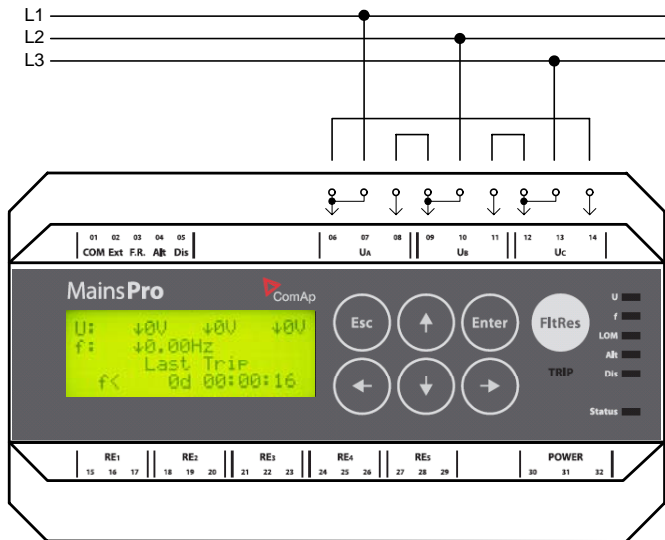 L1
L2
L3
01 02 03 04 05 06 07 08 09 10 11 12 13 14
COM Ext F.R. Alt Dis UA UB UC
MainsPro
ComAp
U: ↓0V ↓0V ↓0V
f: ↓0.00Hz
Last Trip
f< 0d 00:00:16
Esc ↑ Enter FltRes
← ↓ →
TRIP
U
f
LOM
Alt
Dis
Status
RE1 RE2 RE3 RE4 RE5 POWER
15 16 17 18 19 20 21 22 23 24 25 26 27 28 29 30 31 32